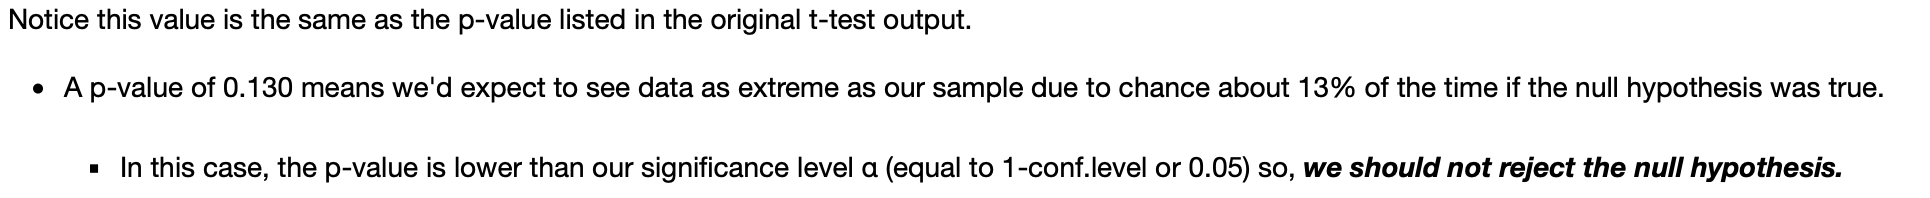 Notice this value is the same as the p-value listed in the original t-test output.
• A p-value of 0.130 means we'd expect to see data as extreme as our sample due to chance about 13% of the time if the null hypothesis was true.
▪ In this case, the p-value is lower than our significance level α (equal to 1-conf.level or 0.05) so, we should not reject the null hypothesis.